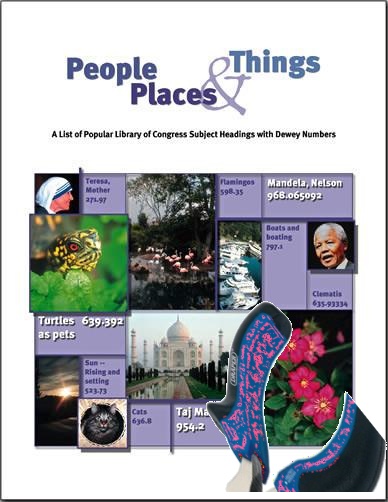 People
Places
&
Things
A List of Popular Library of Congress Subject Headings with Dewey Numbers
Teresa,
Mother
271.97
Flamingos
598.35
Mandela, Nelson
968.065092
Boats and
boating
797.1
Clematis
635.93334
Turtles 639.392
as pets
Sun --
Rising and
setting
523.73
Cats
636.8
Taj Ma
954.2